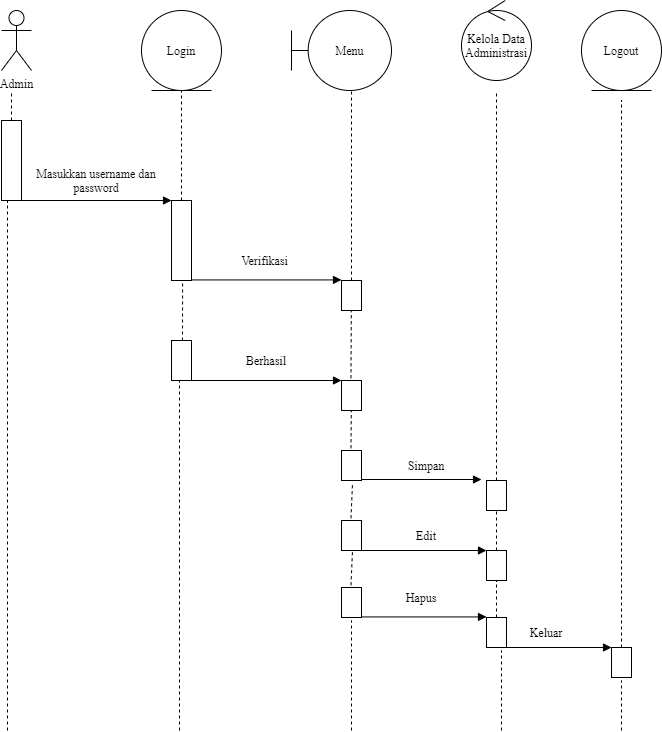 Admin
Login
Menu
Kelola Data
Administrasi
Logout
Masukkan username dan
password
Verifikasi
Berhasil
Simpan
Edit
Hapus
Keluar